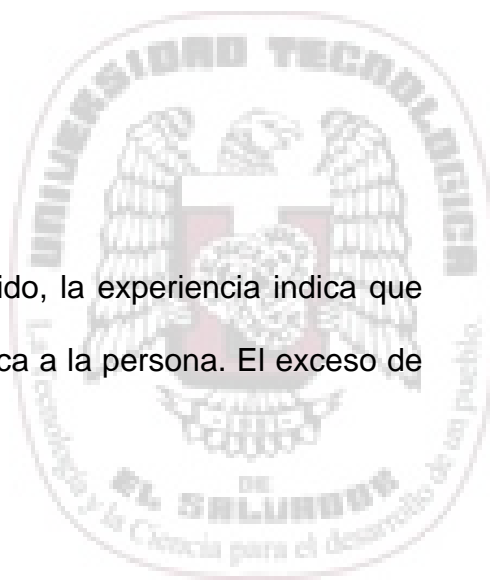 UNIVERSIDAD TECNOLOGICA
ido, la experiencia indica que
ca a la persona. El exceso de
DE
EL SALVADOR
La Tecnología y la Ciencia para el desarrollo de un pueblo.